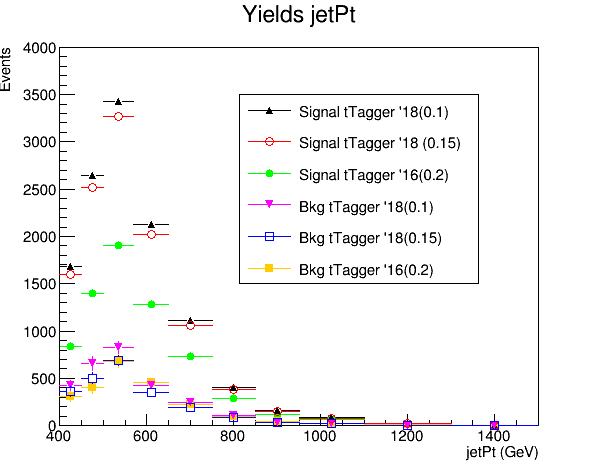 Yields jetPt
Events
4000
3500
3000
2500
2000
1500
1000
500
0
Signal tTagger '18(0.1)
Signal tTagger '18 (0.15)
Signal tTagger '16(0.2)
Bkg tTagger '18(0.1)
Bkg tTagger '18(0.15)
Bkg tTagger '16(0.2)
400 600 800 1000 1200 1400
jetPt (GeV)